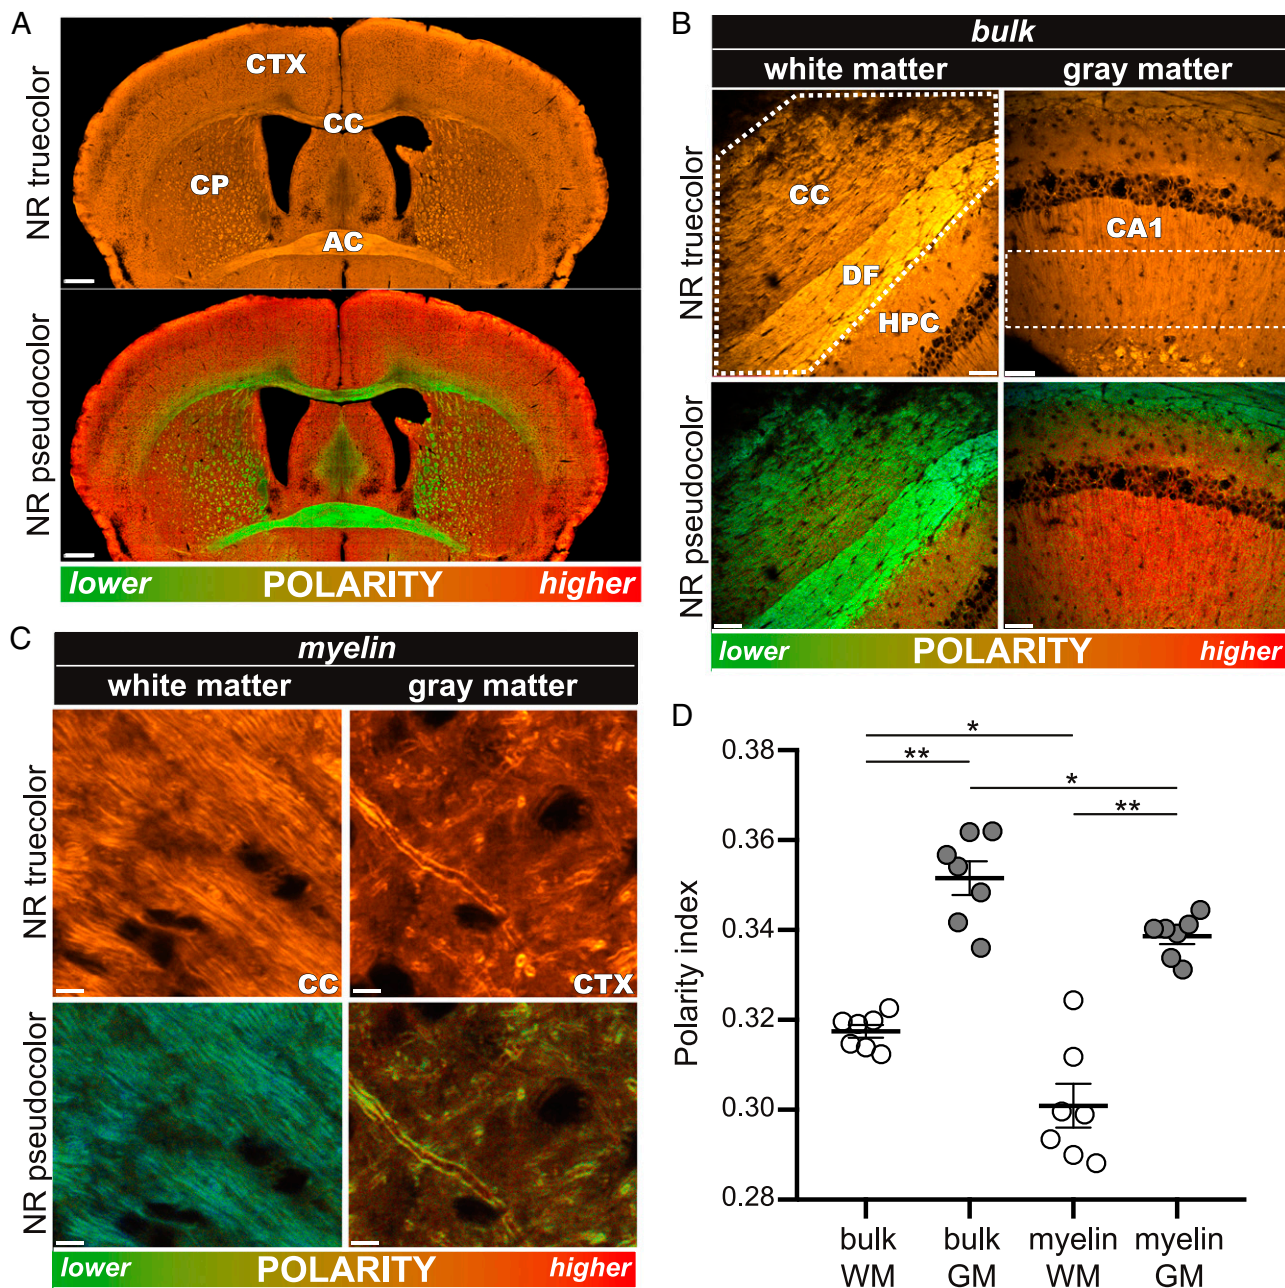 A
NR truecolor
CTX
CC
CP
AC
NR pseudocolor
lower POLARITY higher
B
bulk
white matter gray matter
NR truecolor
CC
DF
HPC
CA1
NR pseudocolor
lower POLARITY higher
C
myelin
white matter gray matter
NR truecolor
CC
CTX
NR pseudocolor
lower POLARITY higher
D
Polarity index
0.38
0.36
0.34
0.32
0.30
0.28
*
**
*
**
bulk WM
bulk GM
myelin WM
myelin GM